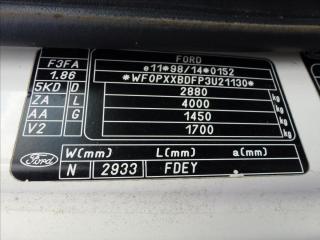 FORD
F3FA
e11*98/14*0152
1.86
*WF0PXXBDFP3U21130*
5KD D
2880 kg
ZA L
4000 kg
AA G
1450 kg
V2
1700 kg
Ford
W(mm) L(mm) a(mm)
N 2933 FDEY